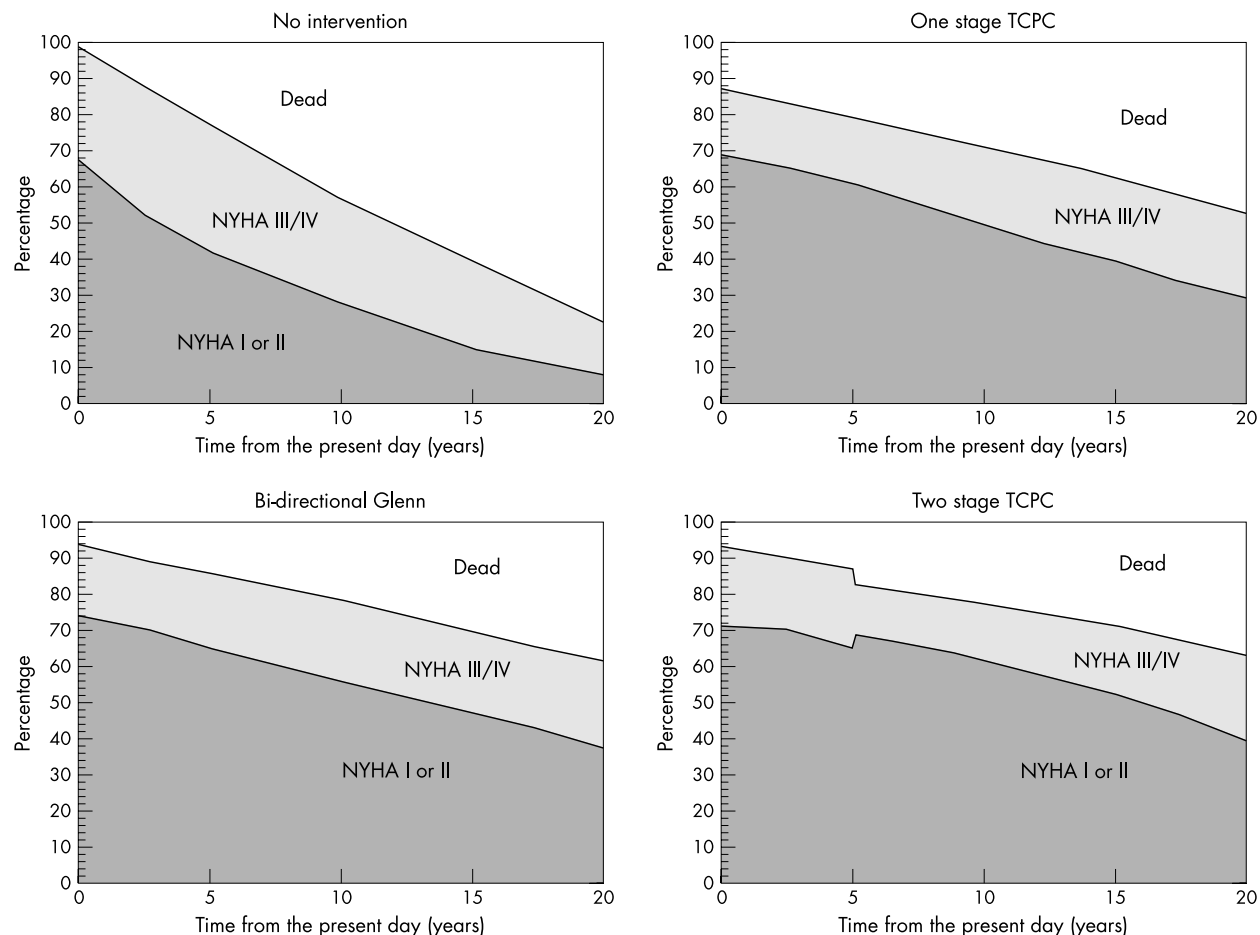 No intervention
100
90
80
70
60
50
40
30
20
10
0
Percentage
Dead
NYHA III/IV
NYHA I or II
0 5 10 15 20
Time from the present day (years)
One stage TCPC
100
90
80
70
60
50
40
30
20
10
0
Percentage
Dead
NYHA III/IV
0 5 10 15 20
Time from the present day (years)
Bi-directional Glenn
100
90
80
70
60
50
40
30
20
10
0
Percentage
Dead
NYHA III/IV
NYHA I or II
0 5 10 15 20
Time from the present day (years)
Two stage TCPC
100
90
80
70
60
50
40
30
20
10
0
Percentage
Dead
NYHA III/IV
NYHA I or II
0 5 10 15 20
Time from the present day (years)